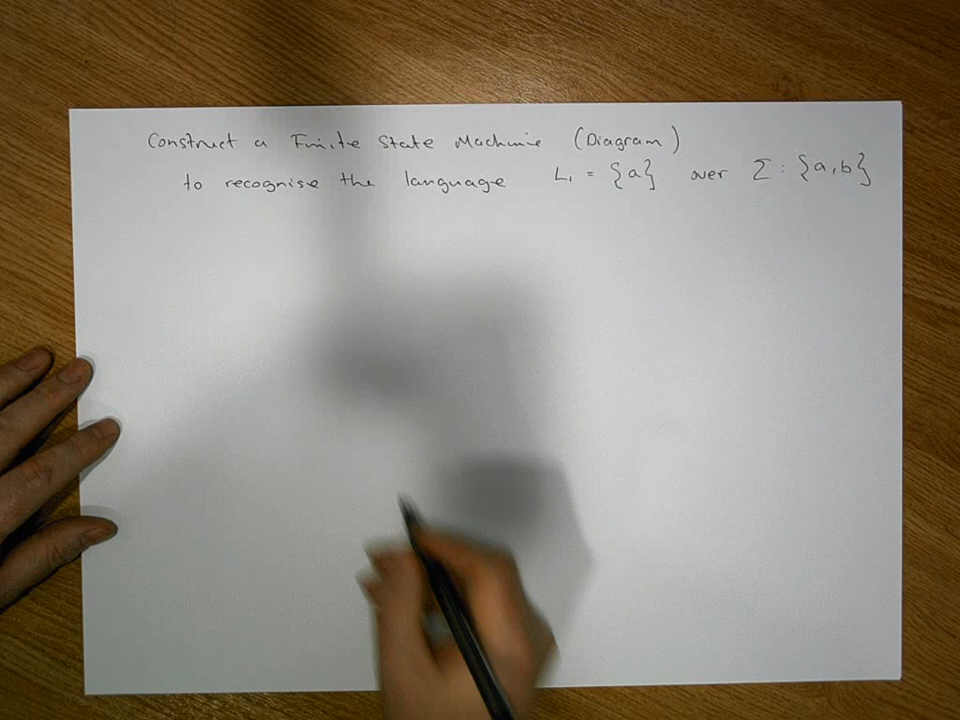 Construct a Finite State Machine (Diagram)
to recognise the language L₁ = {a} over Σ : {a,b}